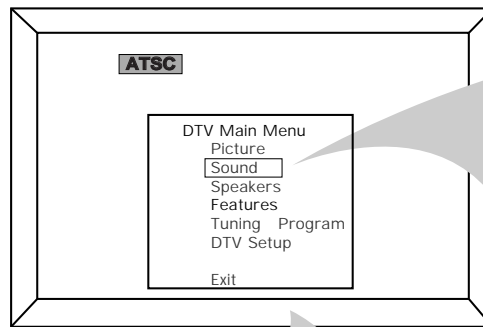 ATSC
DTV Main Menu
Picture
Sound
Speakers
Features
Tuning Program
DTV Setup
Exit